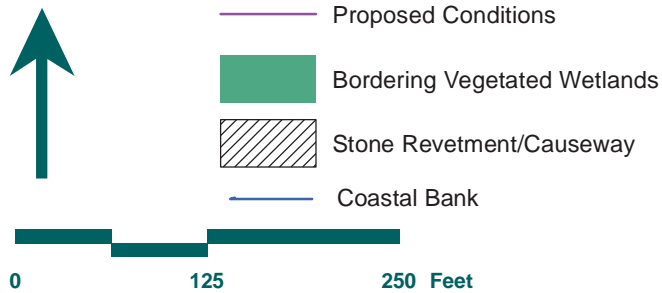 Proposed Conditions
Bordering Vegetated Wetlands
Stone Revetment/Causeway
Coastal Bank
0 125 250 Feet